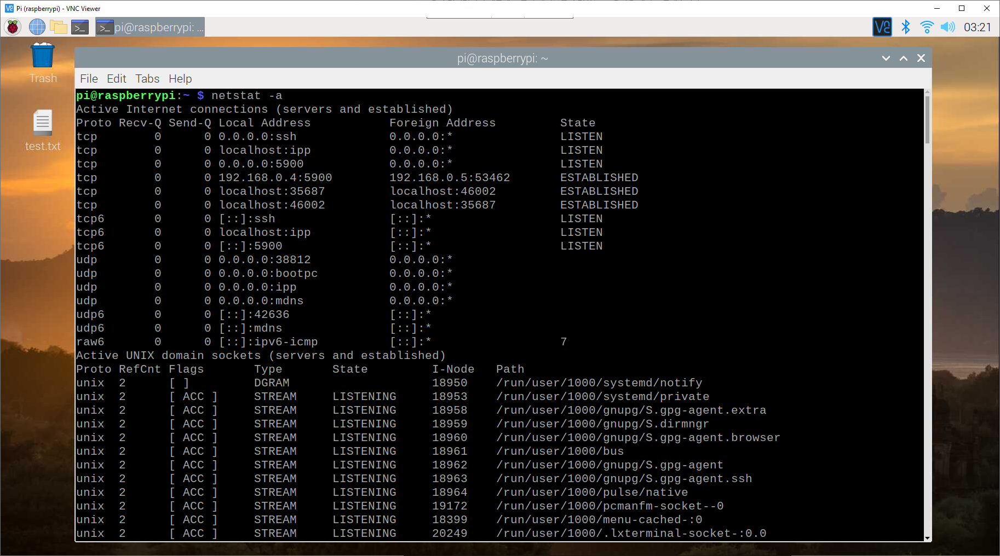 Pi (raspberrypi) - VNC Viewer
pi@raspberrypi: ...
03:21
Trash
test.txt
pi@raspberrypi: ~
File Edit Tabs Help
pi@raspberrypi:~ $ netstat -a
Active Internet connections (servers and established)
Proto Recv-Q Send-Q Local Address           Foreign Address         State
tcp        0      0 0.0.0.0:ssh             0.0.0.0:*               LISTEN
tcp        0      0 localhost:ipp           0.0.0.0:*               LISTEN
tcp        0      0 0.0.0.0:5900            0.0.0.0:*               LISTEN
tcp        0      0 192.168.0.4:5900        192.168.0.5:53462       ESTABLISHED
tcp        0      0 localhost:35687         localhost:46002         ESTABLISHED
tcp        0      0 localhost:46002         localhost:35687         ESTABLISHED
tcp6       0      0 [::]:ssh                [::]:*                  LISTEN
tcp6       0      0 localhost:ipp           [::]:*                  LISTEN
tcp6       0      0 [::]:5900               [::]:*                  LISTEN
udp        0      0 0.0.0.0:38812           0.0.0.0:*
udp        0      0 0.0.0.0:bootpc          0.0.0.0:*
udp        0      0 0.0.0.0:ipp             0.0.0.0:*
udp        0      0 0.0.0.0:mdns            0.0.0.0:*
udp6       0      0 [::]:42636              [::]:*
udp6       0      0 [::]:mdns               [::]:*
raw6       0      0 [::]:ipv6-icmp          [::]:*                  7
Active UNIX domain sockets (servers and established)
Proto RefCnt Flags       Type       State         I-Node   Path
unix  2      [ ]         DGRAM                    18950    /run/user/1000/systemd/notify
unix  2      [ ACC ]     STREAM     LISTENING     18953    /run/user/1000/systemd/private
unix  2      [ ACC ]     STREAM     LISTENING     18958    /run/user/1000/gnupg/S.gpg-agent.extra
unix  2      [ ACC ]     STREAM     LISTENING     18959    /run/user/1000/gnupg/S.dirmngr
unix  2      [ ACC ]     STREAM     LISTENING     18960    /run/user/1000/gnupg/S.gpg-agent.browser
unix  2      [ ACC ]     STREAM     LISTENING     18961    /run/user/1000/bus
unix  2      [ ACC ]     STREAM     LISTENING     18962    /run/user/1000/gnupg/S.gpg-agent
unix  2      [ ACC ]     STREAM     LISTENING     18963    /run/user/1000/gnupg/S.gpg-agent.ssh
unix  2      [ ACC ]     STREAM     LISTENING     18964    /run/user/1000/pulse/native
unix  2      [ ACC ]     STREAM     LISTENING     19172    /run/user/1000/pcmanfm-socket--0
unix  2      [ ACC ]     STREAM     LISTENING     18399    /run/user/1000/menu-cached-:0
unix  2      [ ACC ]     STREAM     LISTENING     20249    /run/user/1000/.lxterminal-socket-:0.0